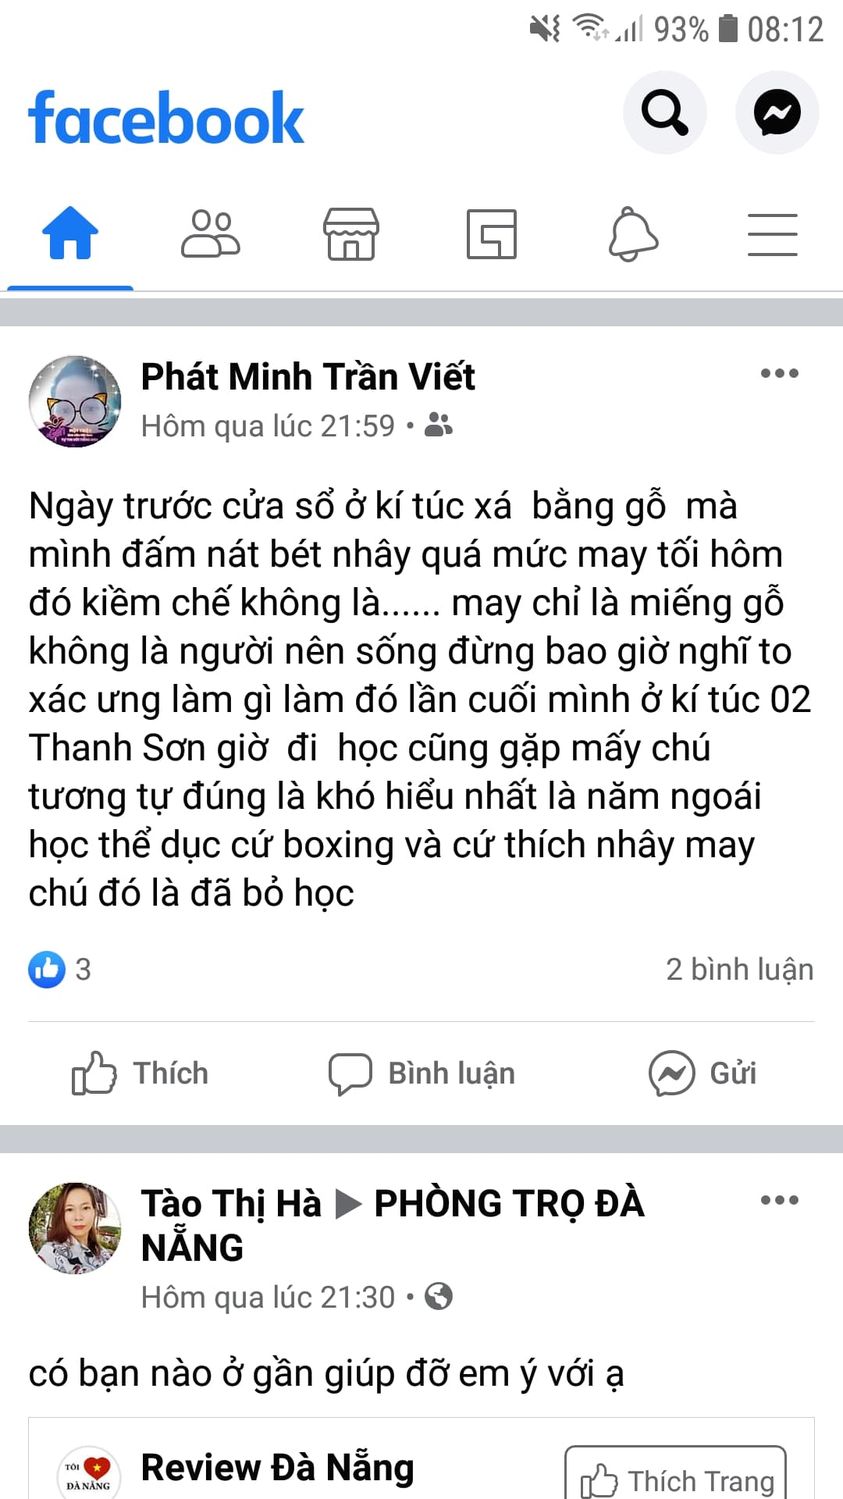 93% 08:12
facebook
Phát Minh Trần Viết
Hôm qua lúc 21:59 •
Ngày trước cửa sổ ở kí túc xá bằng gỗ mà
mình đấm nát bét nhây quá mức may tối hôm
đó kiềm chế không là...... may chỉ là miếng gỗ
không là người nên sống đừng bao giờ nghĩ to
xác ưng làm gì làm đó lần cuối mình ở kí túc 02
Thanh Sơn giờ đi học cũng gặp mấy chú
tương tự đúng là khó hiểu nhất là năm ngoái
học thể dục cứ boxing và cứ thích nhây may
chú đó là đã bỏ học
3 2 bình luận
Thích Bình luận Gửi
Tào Thị Hà ▶ PHÒNG TRỌ ĐÀ
NẴNG
Hôm qua lúc 21:30 •
có bạn nào ở gần giúp đỡ em ý với ạ
TÔI
ĐÀ NẴNG
Review Đà Nẵng
Thích Trang